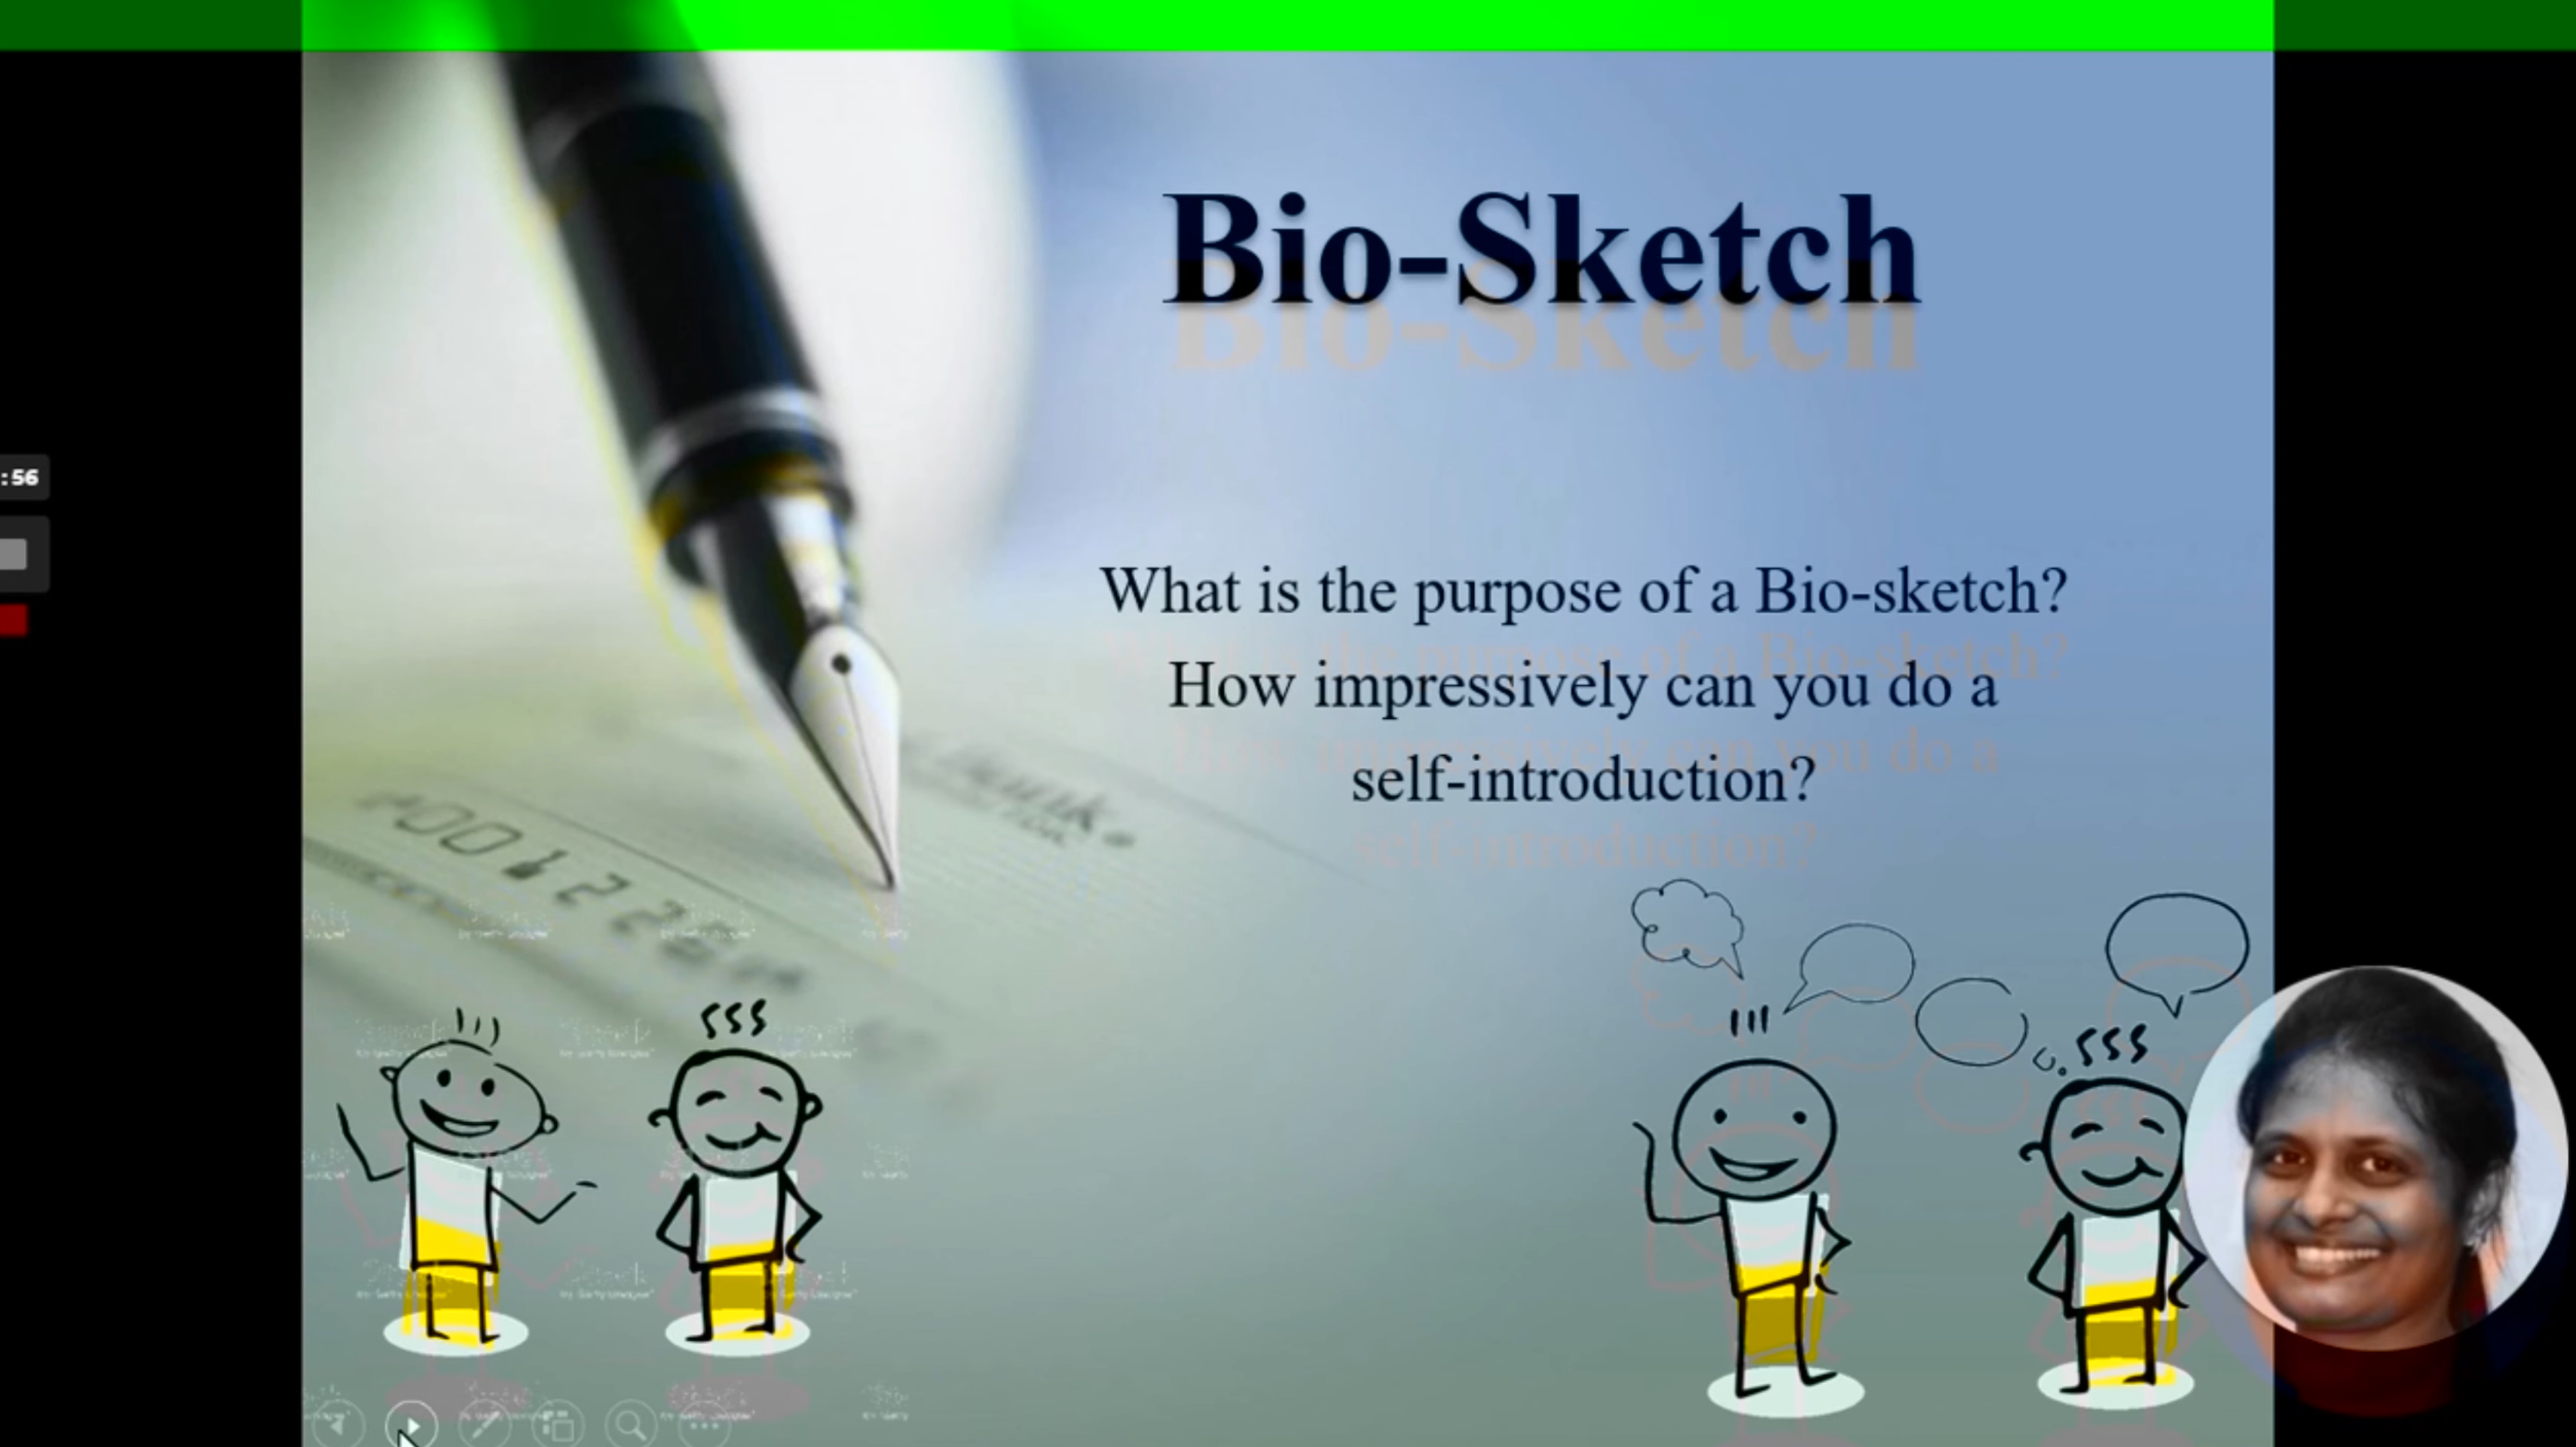 Bio-Sketch
What is the purpose of a Bio-sketch?
How impressively can you do a
self-introduction?
:56